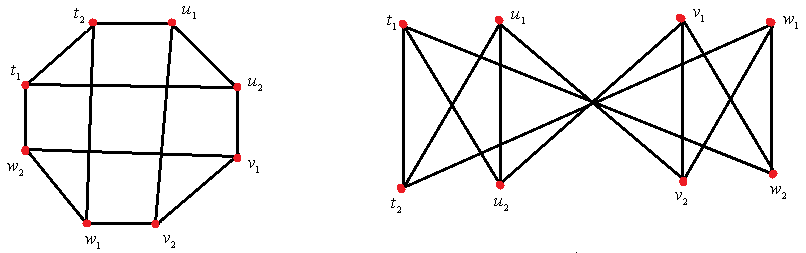 t₂ u₁
t₁ u₂
w₂ v₁
w₁ v₂
t₁ u₁ v₁ w₁
t₂ u₂ v₂ w₂